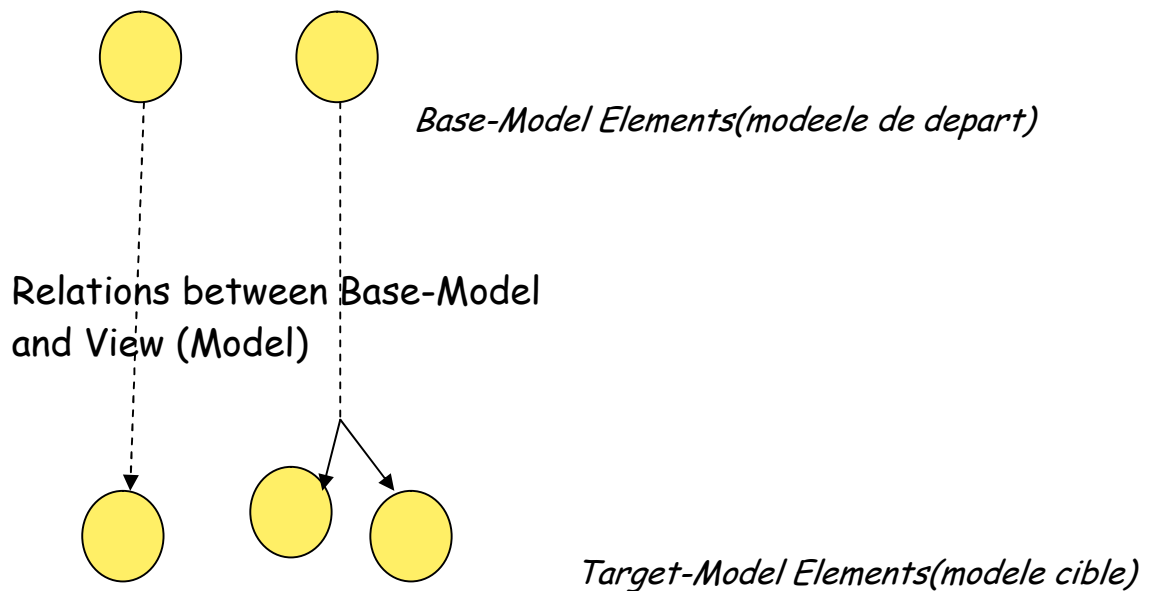 Base-Model Elements(modeele de depart)
Relations between Base-Model
and View (Model)
Target-Model Elements(modele cible)